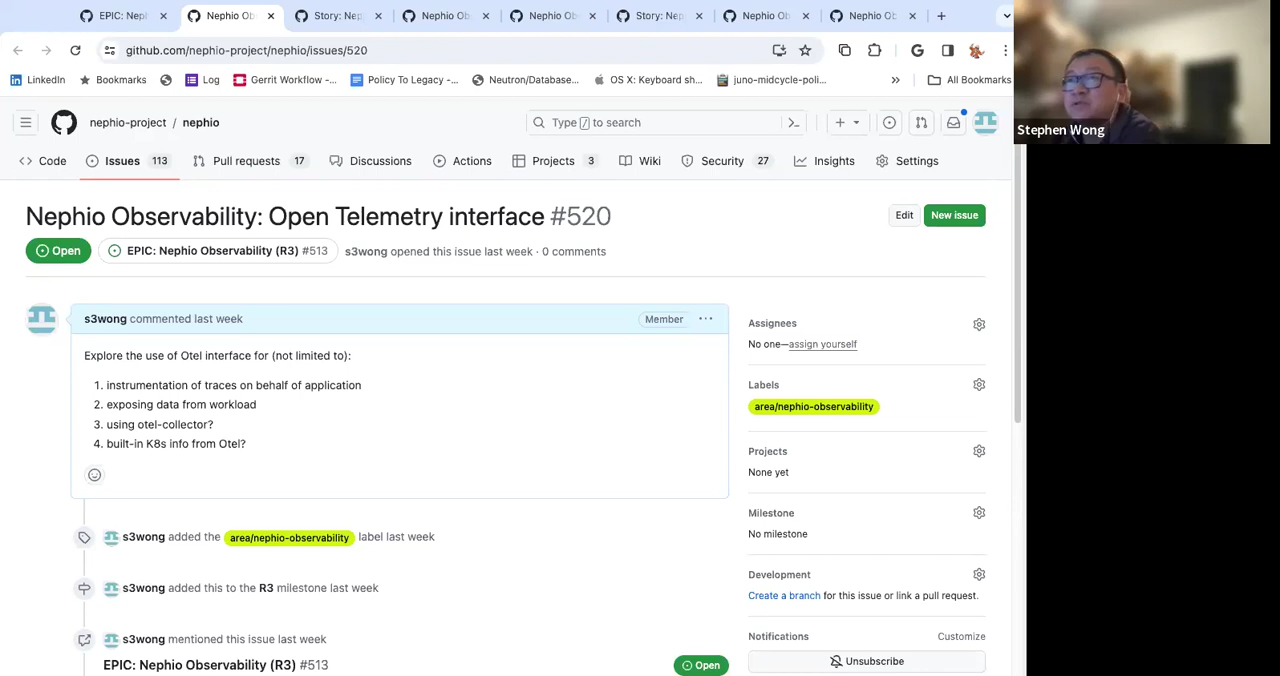 EPIC: Nep
Nephio Ob
Story: Nep
Nephio Ob
Nephio Ob
Story: Nep
Nephio Ob
Nephio Ob
github.com/nephio-project/nephio/issues/520
LinkedIn
Bookmarks
Log
Gerrit Workflow -...
Policy To Legacy -...
Neutron/Database...
OS X: Keyboard sh...
juno-midcycle-poli...
»
All Bookmarks
nephio-project / nephio
Type / to search
Code
Issues 113
Pull requests 17
Discussions
Actions
Projects 3
Wiki
Security 27
Insights
Settings
Stephen Wong
Nephio Observability: Open Telemetry interface #520
Edit
New issue
Open
EPIC: Nephio Observability (R3) #513
s3wong opened this issue last week · 0 comments
s3wong commented last week
Member
Explore the use of Otel interface for (not limited to):
1. instrumentation of traces on behalf of application
2. exposing data from workload
3. using otel-collector?
4. built-in K8s info from Otel?
s3wong added the area/nephio-observability label last week
s3wong added this to the R3 milestone last week
s3wong mentioned this issue last week
EPIC: Nephio Observability (R3) #513
Open
Assignees
No one—assign yourself
Labels
area/nephio-observability
Projects
None yet
Milestone
No milestone
Development
Create a branch for this issue or link a pull request.
Notifications
Customize
Unsubscribe